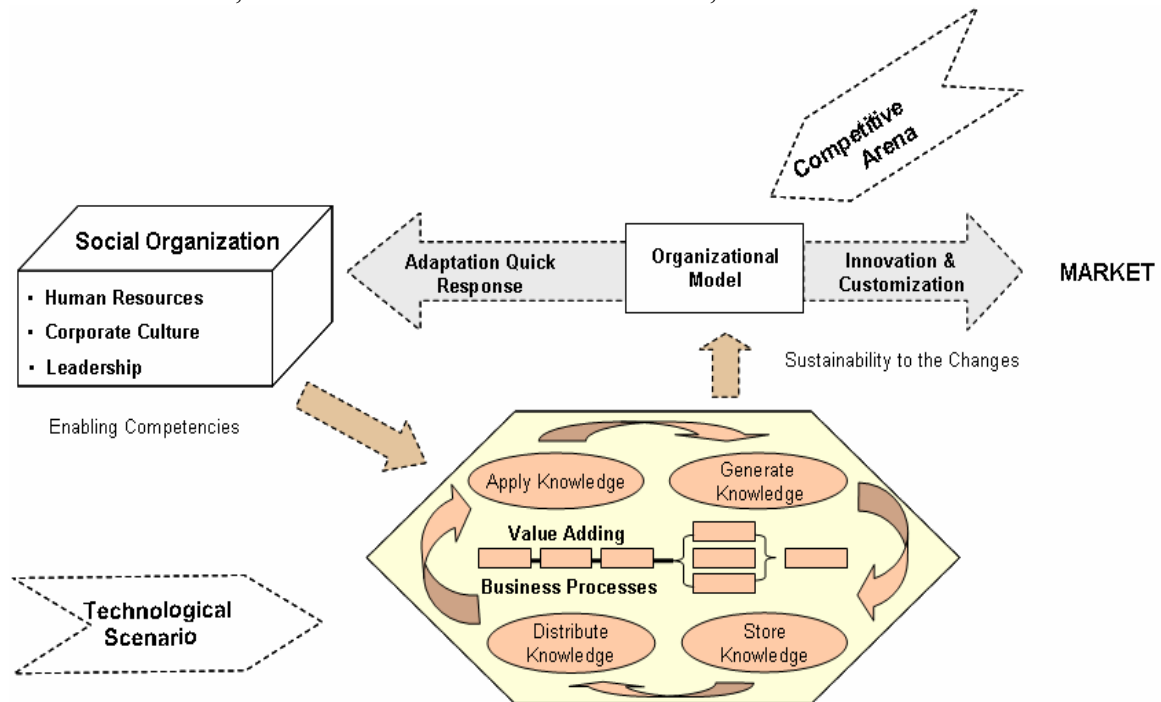 Competitive
Arena
Social Organization
▪ Human Resources
▪ Corporate Culture
▪ Leadership
Adaptation Quick
Response
Organizational
Model
Innovation &
Customization
MARKET
Sustainability to the Changes
Enabling Competencies
Apply Knowledge
Generate
Knowledge
Value Adding
Business Processes
Distribute
Knowledge
Store
Knowledge
Technological
Scenario